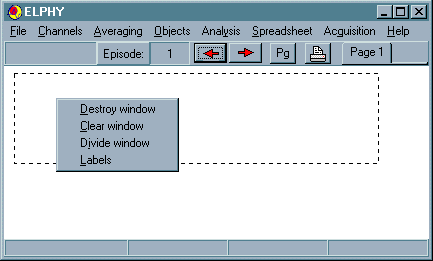 ELPHY
File Channels Averaging Objects Analysis Spreadsheet Acquisition Help
Episode: 1 Pg Page 1
Destroy window
Clear window
Divide window
Labels